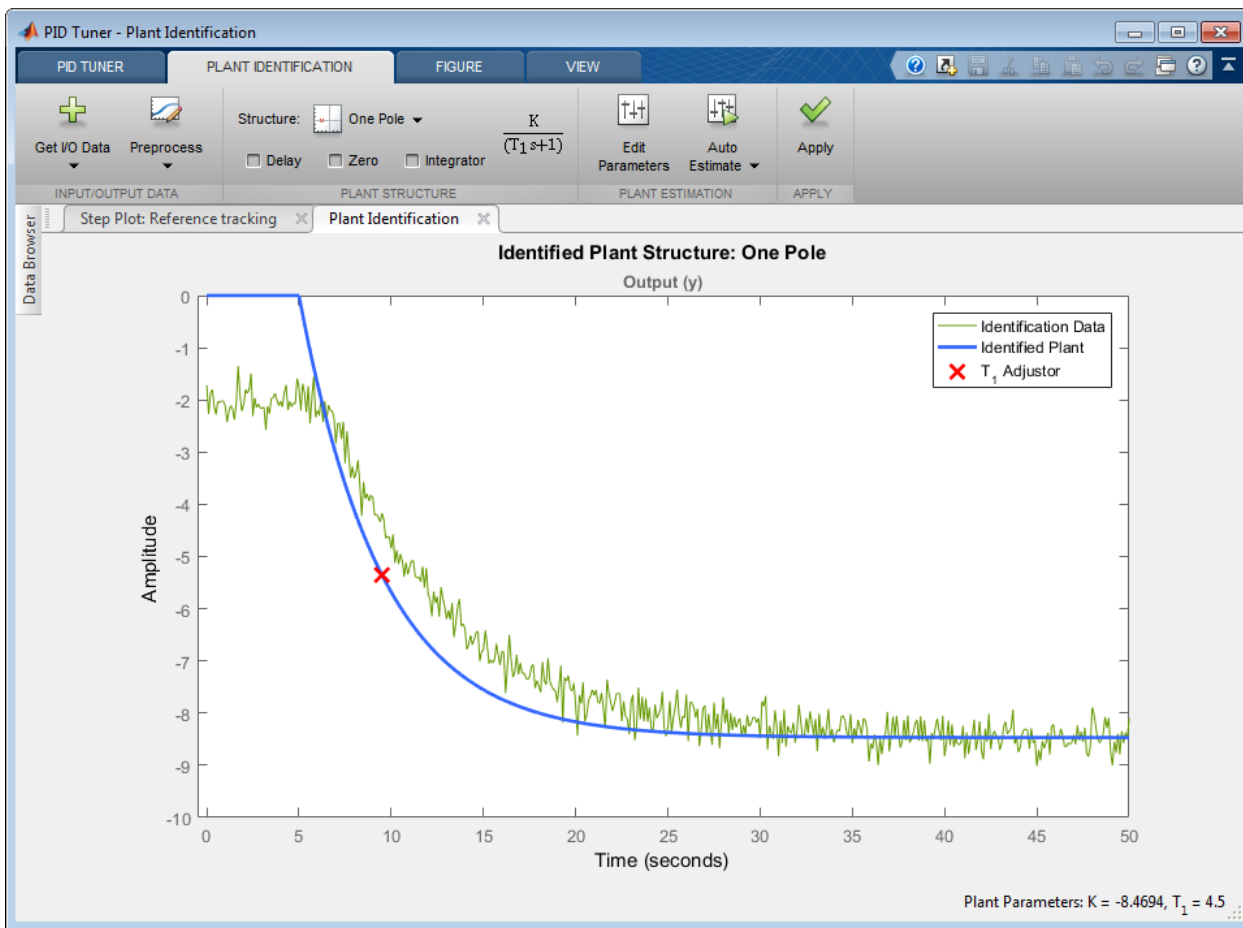 PID Tuner - Plant Identification
PID TUNER PLANT IDENTIFICATION FIGURE VIEW
Get I/O Data
Preprocess
Structure: One Pole
Delay Zero Integrator
K
(T1s+1)
Edit
Parameters
Auto
Estimate
Apply
INPUT/OUTPUT DATA PLANT STRUCTURE PLANT ESTIMATION APPLY
Data Browser
Step Plot: Reference tracking Plant Identification
Identified Plant Structure: One Pole
Output (y)
Identification Data
Identified Plant
T1 Adjustor
Amplitude
0
-1
-2
-3
-4
-5
-6
-7
-8
-9
-10
0 5 10 15 20 25 30 35 40 45 50
Time (seconds)
Plant Parameters: K = -8.4694, T1 = 4.5